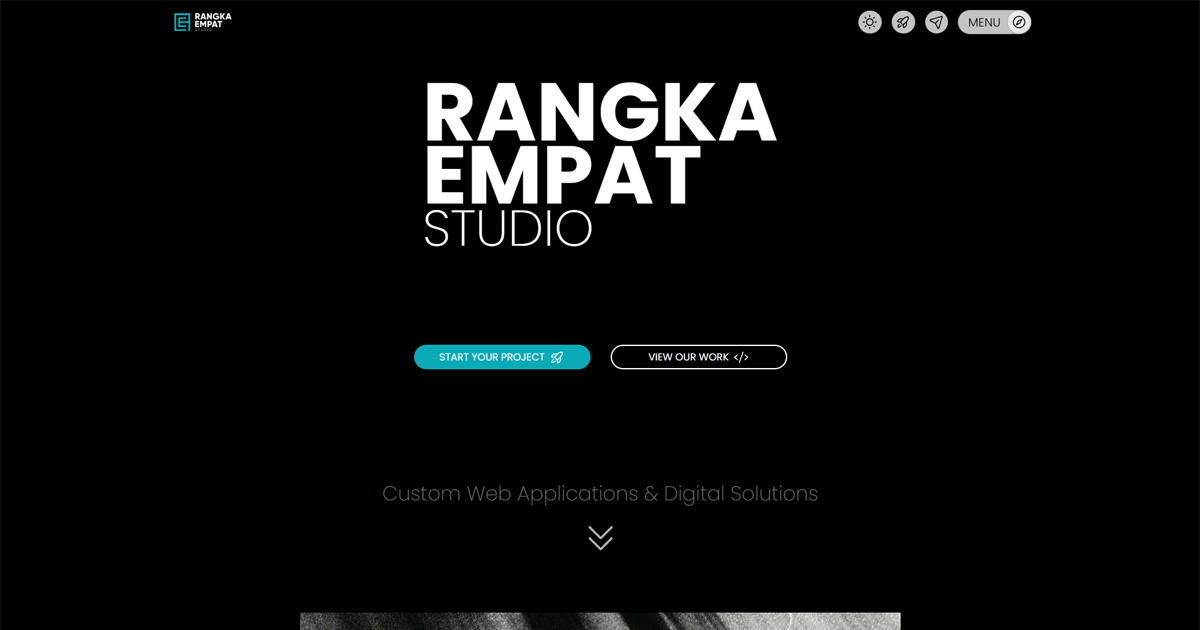 RANGKA
EMPAT
STUDIO
MENU
RANGKA
EMPAT
STUDIO
START YOUR PROJECT
VIEW OUR WORK </>
Custom Web Applications & Digital Solutions